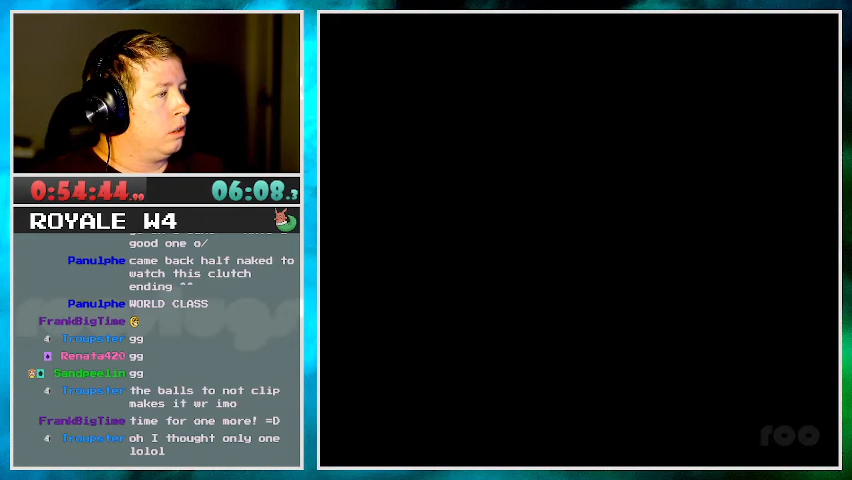 0:54:44.90
06:08.3
ROYALE W4
good one o/
Panulphe came back half naked to
watch this clutch
ending ^^
Panulphe WORLD CLASS
FrankBigTime
Troupster gg
Renata420 gg
Sandpeelin gg
Troupster the balls to not clip
makes it wr imo
FrankBigTime time for one more! =D
Troupster oh I thought only one
lolol
roo